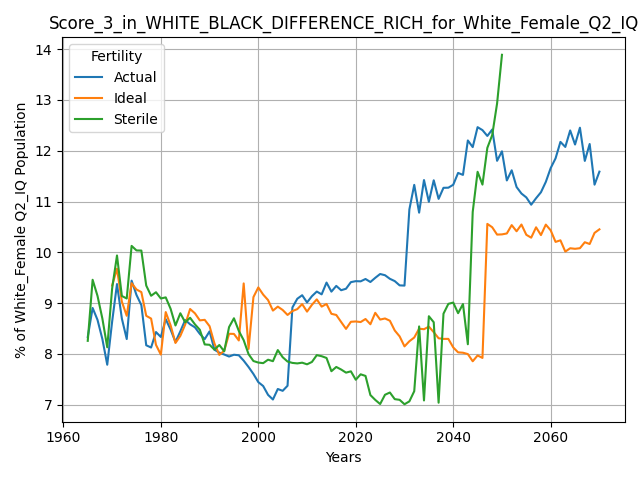 Score_3_in_WHITE_BLACK_DIFFERENCE_RICH_for_White_Female_Q2_IQ
14
13
12
11
10
9
8
7
% of White_Female Q2_IQ Population
Fertility
Actual
Ideal
Sterile
1960
1980
2000
2020
2040
2060
Years